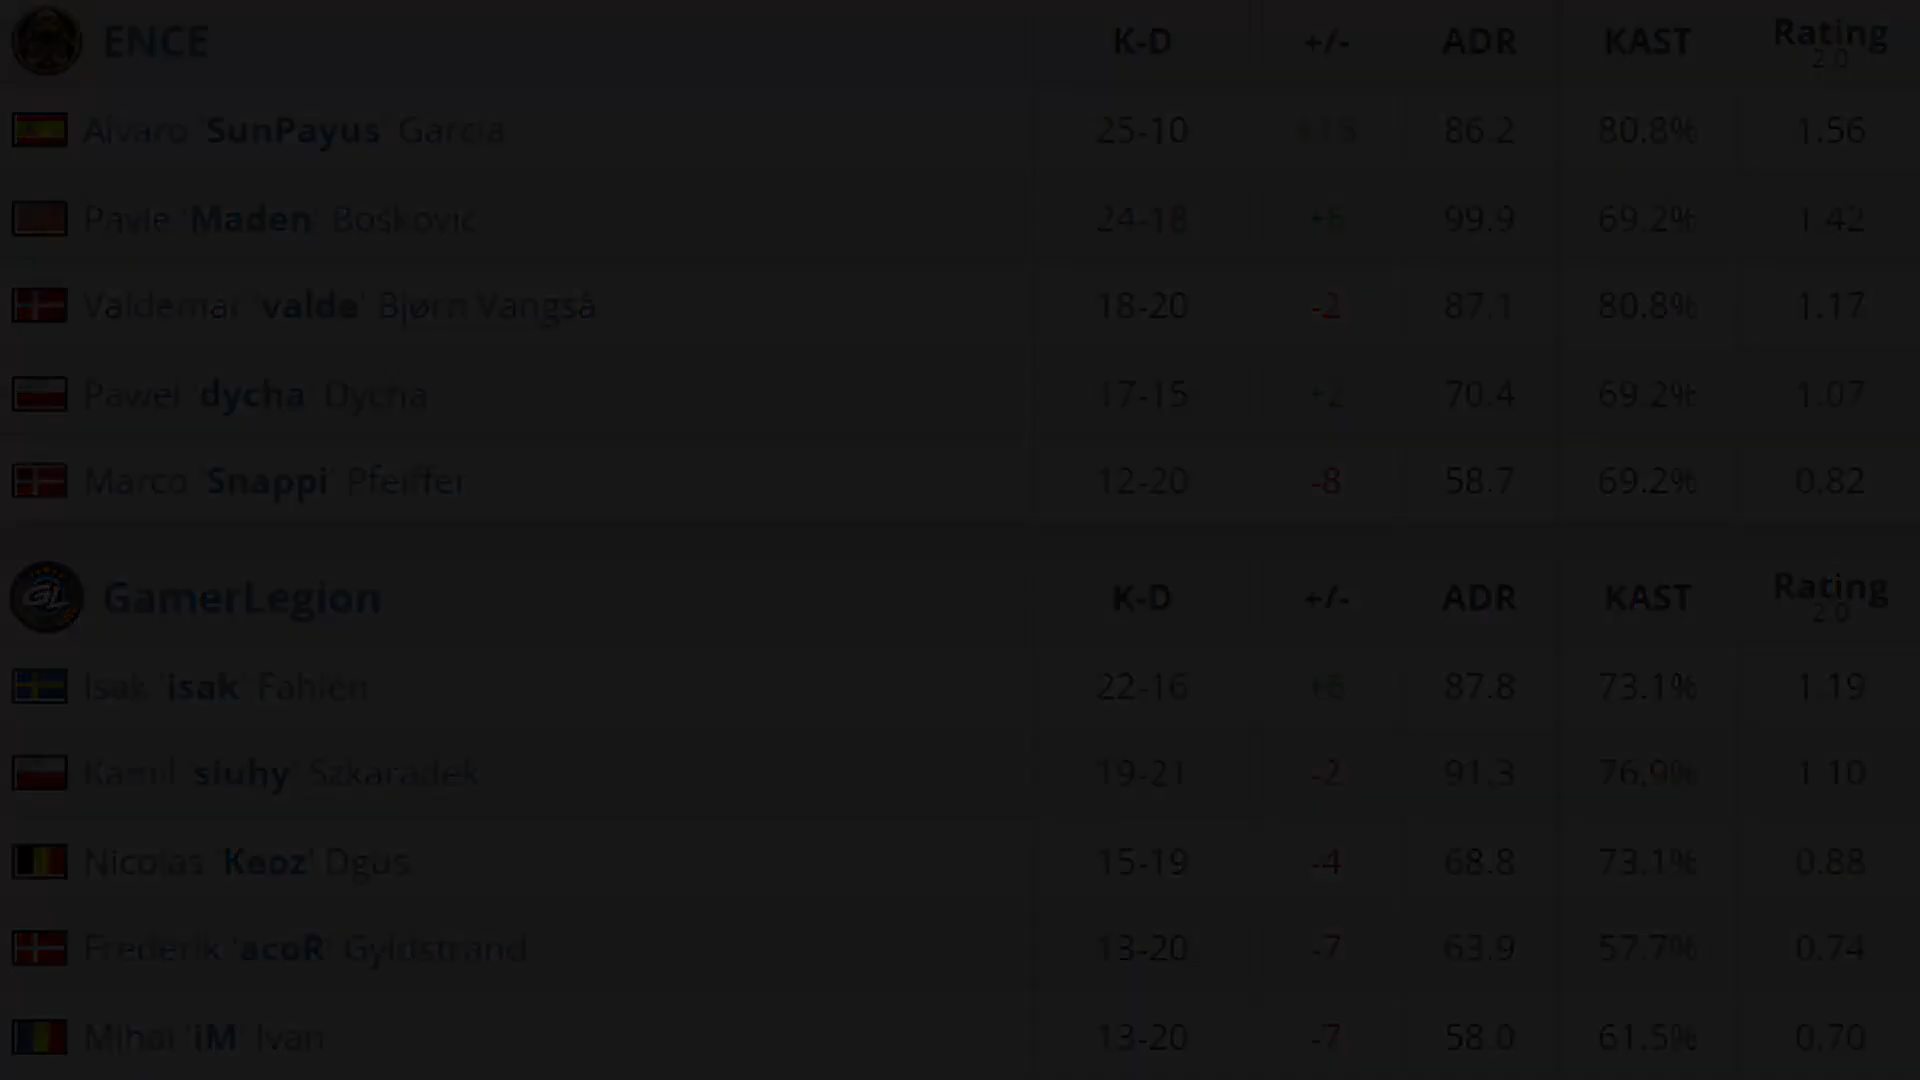 ENCE K-D +/- ADR KAST Rating 2.0
Alvaro 'SunPayus' Garcia 25-10 +15 86.2 80.8% 1.56
Pavle 'Maden' Bošković 24-18 +6 99.9 69.2% 1.42
Valdemar 'valde' Bjørn Vangså 18-20 -2 87.1 80.8% 1.17
Pawel 'dycha' Dycha 17-15 +2 70.4 69.2% 1.07
Marco 'Snappi' Pfeiffer 12-20 -8 58.7 69.2% 0.82
GamerLegion K-D +/- ADR KAST Rating 2.0
Isak 'isak' Fahlén 22-16 +6 87.8 73.1% 1.19
Kamil 'siuhy' Szkaradek 19-21 -2 91.3 76.9% 1.10
Nicolas 'Keoz' Dgus 15-19 -4 68.8 73.1% 0.88
Frederik 'acoR' Gyldstrand 13-20 -7 63.9 57.7% 0.74
Mihai 'iM' Ivan 13-20 -7 58.0 61.5% 0.70